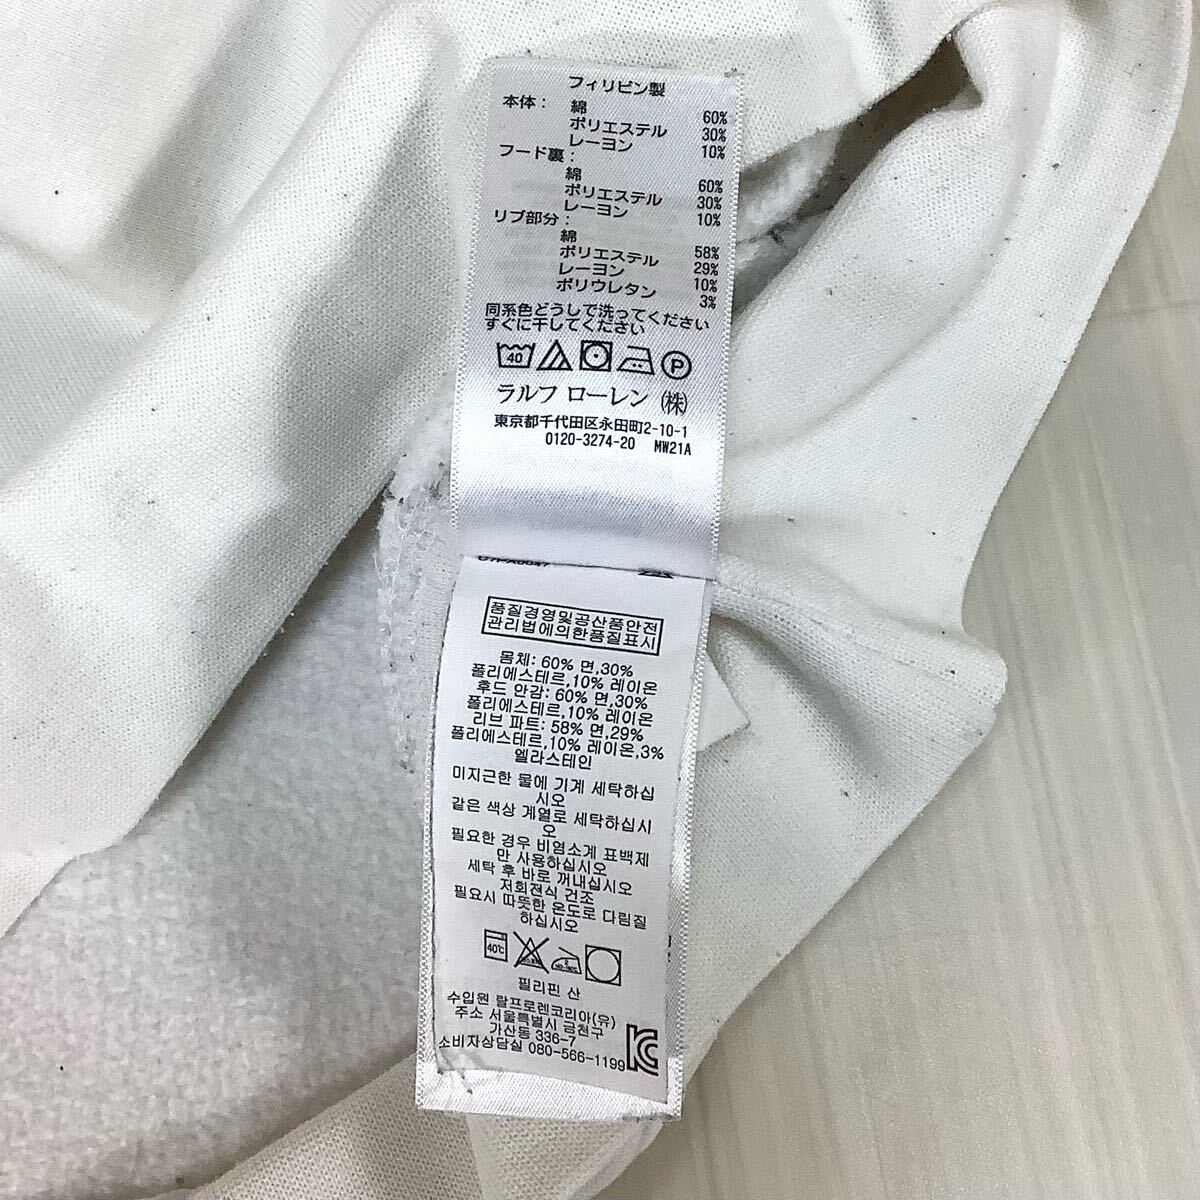 フィリピン製
本体: 綿 60%
ポリエステル 30%
レーヨン 10%
フード裏:
綿 60%
ポリエステル 30%
レーヨン 10%
リブ部分:
綿 58%
ポリエステル 29%
レーヨン 10%
ポリウレタン 3%
同系色どうしで洗ってください
すぐに干してください
40 P
ラルフ ローレン (株)
東京都千代田区永田町2-10-1
0120-3274-20 MW21A
품질경영및공산품안전
관리법에의한품질표시
몸체: 60% 면,30%
폴리에스테르,10% 레이온
후드 안감: 60% 면,30%
폴리에스테르,10% 레이온
리브 파트: 58% 면,29%
폴리에스테르,10% 레이온,3%
엘라스테인
미지근한 물에 기계 세탁하십
시오
같은 색상 계열로 세탁하십시
오
필요한 경우 비염소계 표백제
만 사용하십시오
세탁 후 바로 꺼내십시오
저회전식 건조
필요시 따뜻한 온도로 다림질
하십시오
40℃
필리핀 산
수입원 랄프로렌코리아(유)
주소 서울특별시 금천구
가산동 336-7
소비자상담실 080-566-1199